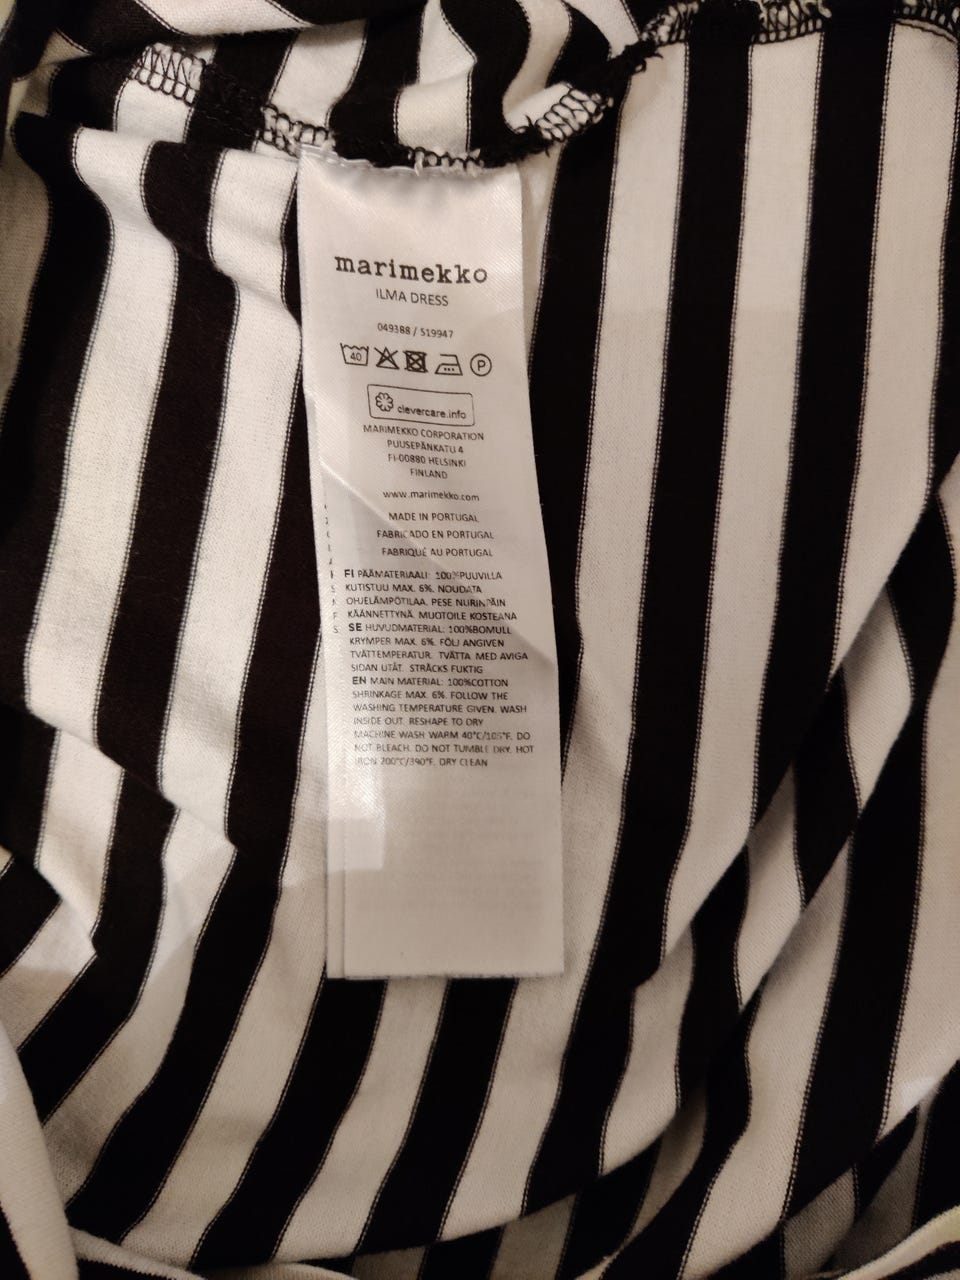 marimekko
ILMA DRESS
049388 / 519947
40 P
clevercare.info
MARIMEKKO CORPORATION
PUUSEPÄNKATU 4
FI-00880 HELSINKI
FINLAND
www.marimekko.com
MADE IN PORTUGAL
FABRICADO EN PORTUGAL
FABRIQUÉ AU PORTUGAL
FI PÄÄMATERIAALI: 100%PUUVILLA
KUTISTUU MAX. 6%. NOUDATA
OHJELÄMPÖTILAA. PESE NURINPÄIN
KÄÄNNETTYNÄ. MUOTOILE KOSTEANA
SE HUVUDMATERIAL: 100%BOMULL
KRYMPER MAX. 6%. FÖLJ ANGIVEN
TVÄTTEMPERATUR. TVÄTTA MED AVIGA
SIDAN UTÅT. STRÄCKS FUKTIG
EN MAIN MATERIAL: 100%COTTON
SHRINKAGE MAX. 6%. FOLLOW THE
WASHING TEMPERATURE GIVEN. WASH
INSIDE OUT. RESHAPE TO DRY
MACHINE WASH WARM 40°C/105°F. DO
NOT BLEACH. DO NOT TUMBLE DRY. HOT
IRON 200°C/390°F. DRY CLEAN